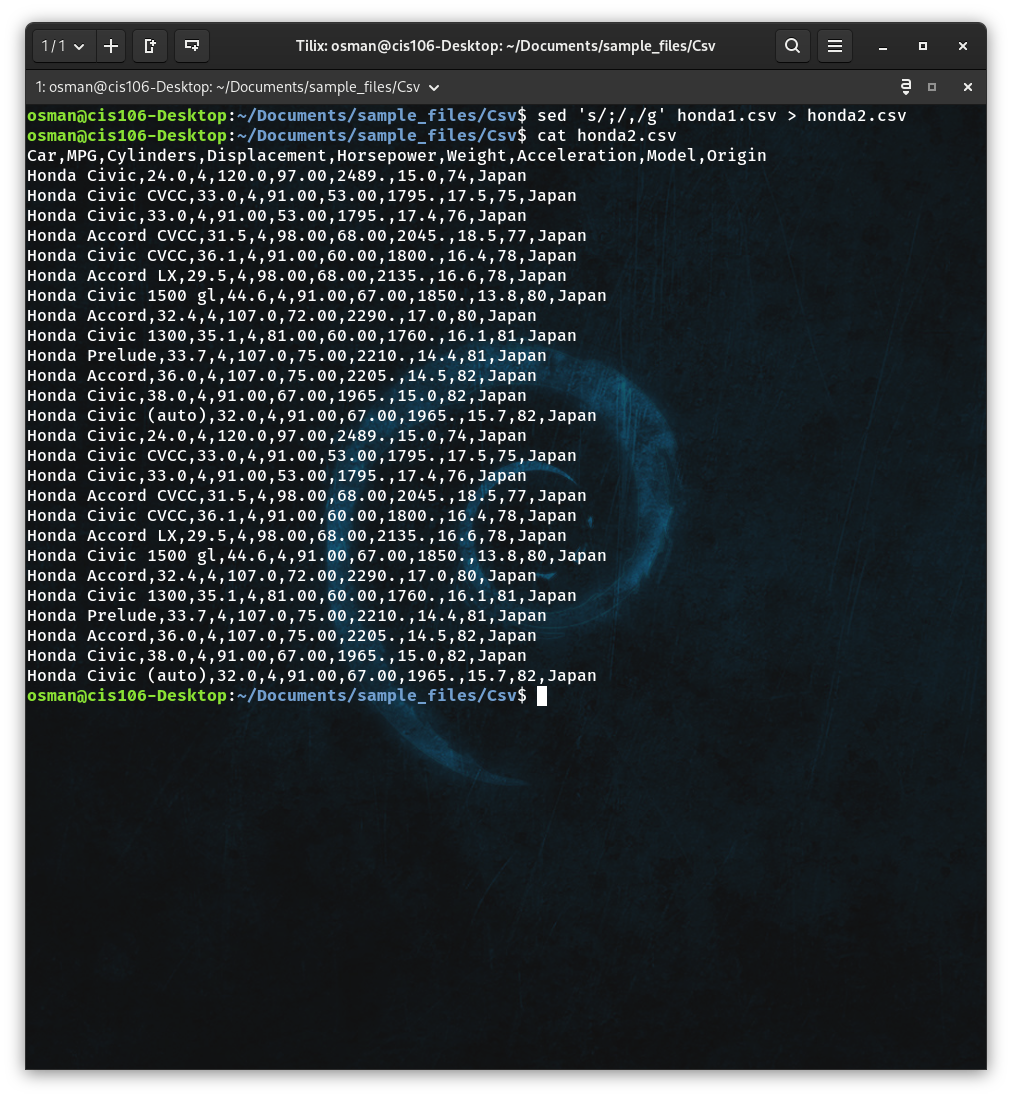 1 / 1
Tilix: osman@cis106-Desktop: ~/Documents/sample_files/Csv
1: osman@cis106-Desktop: ~/Documents/sample_files/Csv
osman@cis106-Desktop:~/Documents/sample_files/Csv$ sed 's/;/,/g' honda1.csv > honda2.csv
osman@cis106-Desktop:~/Documents/sample_files/Csv$ cat honda2.csv
Car,MPG,Cylinders,Displacement,Horsepower,Weight,Acceleration,Model,Origin
Honda Civic,24.0,4,120.0,97.00,2489.,15.0,74,Japan
Honda Civic CVCC,33.0,4,91.00,53.00,1795.,17.5,75,Japan
Honda Civic,33.0,4,91.00,53.00,1795.,17.4,76,Japan
Honda Accord CVCC,31.5,4,98.00,68.00,2045.,18.5,77,Japan
Honda Civic CVCC,36.1,4,91.00,60.00,1800.,16.4,78,Japan
Honda Accord LX,29.5,4,98.00,68.00,2135.,16.6,78,Japan
Honda Civic 1500 gl,44.6,4,91.00,67.00,1850.,13.8,80,Japan
Honda Accord,32.4,4,107.0,72.00,2290.,17.0,80,Japan
Honda Civic 1300,35.1,4,81.00,60.00,1760.,16.1,81,Japan
Honda Prelude,33.7,4,107.0,75.00,2210.,14.4,81,Japan
Honda Accord,36.0,4,107.0,75.00,2205.,14.5,82,Japan
Honda Civic,38.0,4,91.00,67.00,1965.,15.0,82,Japan
Honda Civic (auto),32.0,4,91.00,67.00,1965.,15.7,82,Japan
Honda Civic,24.0,4,120.0,97.00,2489.,15.0,74,Japan
Honda Civic CVCC,33.0,4,91.00,53.00,1795.,17.5,75,Japan
Honda Civic,33.0,4,91.00,53.00,1795.,17.4,76,Japan
Honda Accord CVCC,31.5,4,98.00,68.00,2045.,18.5,77,Japan
Honda Civic CVCC,36.1,4,91.00,60.00,1800.,16.4,78,Japan
Honda Accord LX,29.5,4,98.00,68.00,2135.,16.6,78,Japan
Honda Civic 1500 gl,44.6,4,91.00,67.00,1850.,13.8,80,Japan
Honda Accord,32.4,4,107.0,72.00,2290.,17.0,80,Japan
Honda Civic 1300,35.1,4,81.00,60.00,1760.,16.1,81,Japan
Honda Prelude,33.7,4,107.0,75.00,2210.,14.4,81,Japan
Honda Accord,36.0,4,107.0,75.00,2205.,14.5,82,Japan
Honda Civic,38.0,4,91.00,67.00,1965.,15.0,82,Japan
Honda Civic (auto),32.0,4,91.00,67.00,1965.,15.7,82,Japan
osman@cis106-Desktop:~/Documents/sample_files/Csv$